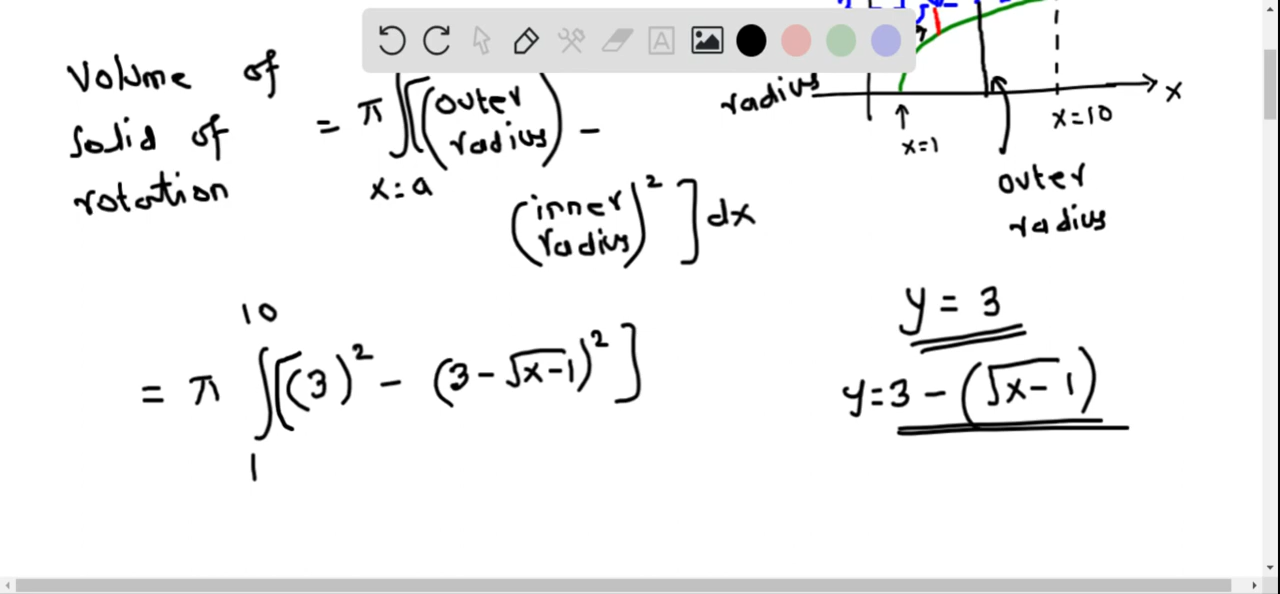 Volume of
solid of
rotation
= π ∫ [ (outer radius) -
x=a
(inner radius)² ] dx
radius
x
x=1
x=10
outer
radius
10
= π ∫ [(3)² - (3-√x-1)² ]
1
y = 3
y=3-(√x-1)